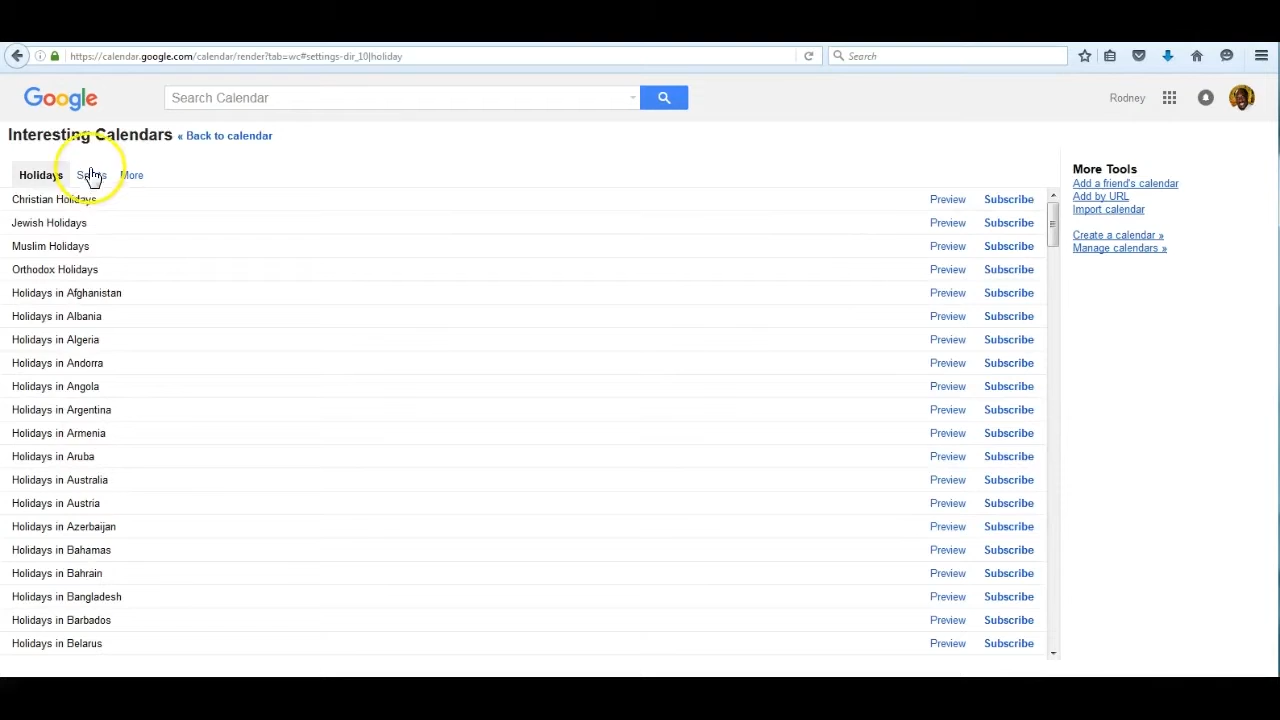 https://calendar.google.com/calendar/render?tab=wc#settings-dir_10|holiday
Search
Google
Search Calendar
Rodney
Interesting Calendars « Back to calendar
Holidays
More
More Tools
Add a friend's calendar
Add by URL
Import calendar
Create a calendar »
Manage calendars »
Christian Holidays Preview Subscribe
Jewish Holidays Preview Subscribe
Muslim Holidays Preview Subscribe
Orthodox Holidays Preview Subscribe
Holidays in Afghanistan Preview Subscribe
Holidays in Albania Preview Subscribe
Holidays in Algeria Preview Subscribe
Holidays in Andorra Preview Subscribe
Holidays in Angola Preview Subscribe
Holidays in Argentina Preview Subscribe
Holidays in Armenia Preview Subscribe
Holidays in Aruba Preview Subscribe
Holidays in Australia Preview Subscribe
Holidays in Austria Preview Subscribe
Holidays in Azerbaijan Preview Subscribe
Holidays in Bahamas Preview Subscribe
Holidays in Bahrain Preview Subscribe
Holidays in Bangladesh Preview Subscribe
Holidays in Barbados Preview Subscribe
Holidays in Belarus Preview Subscribe